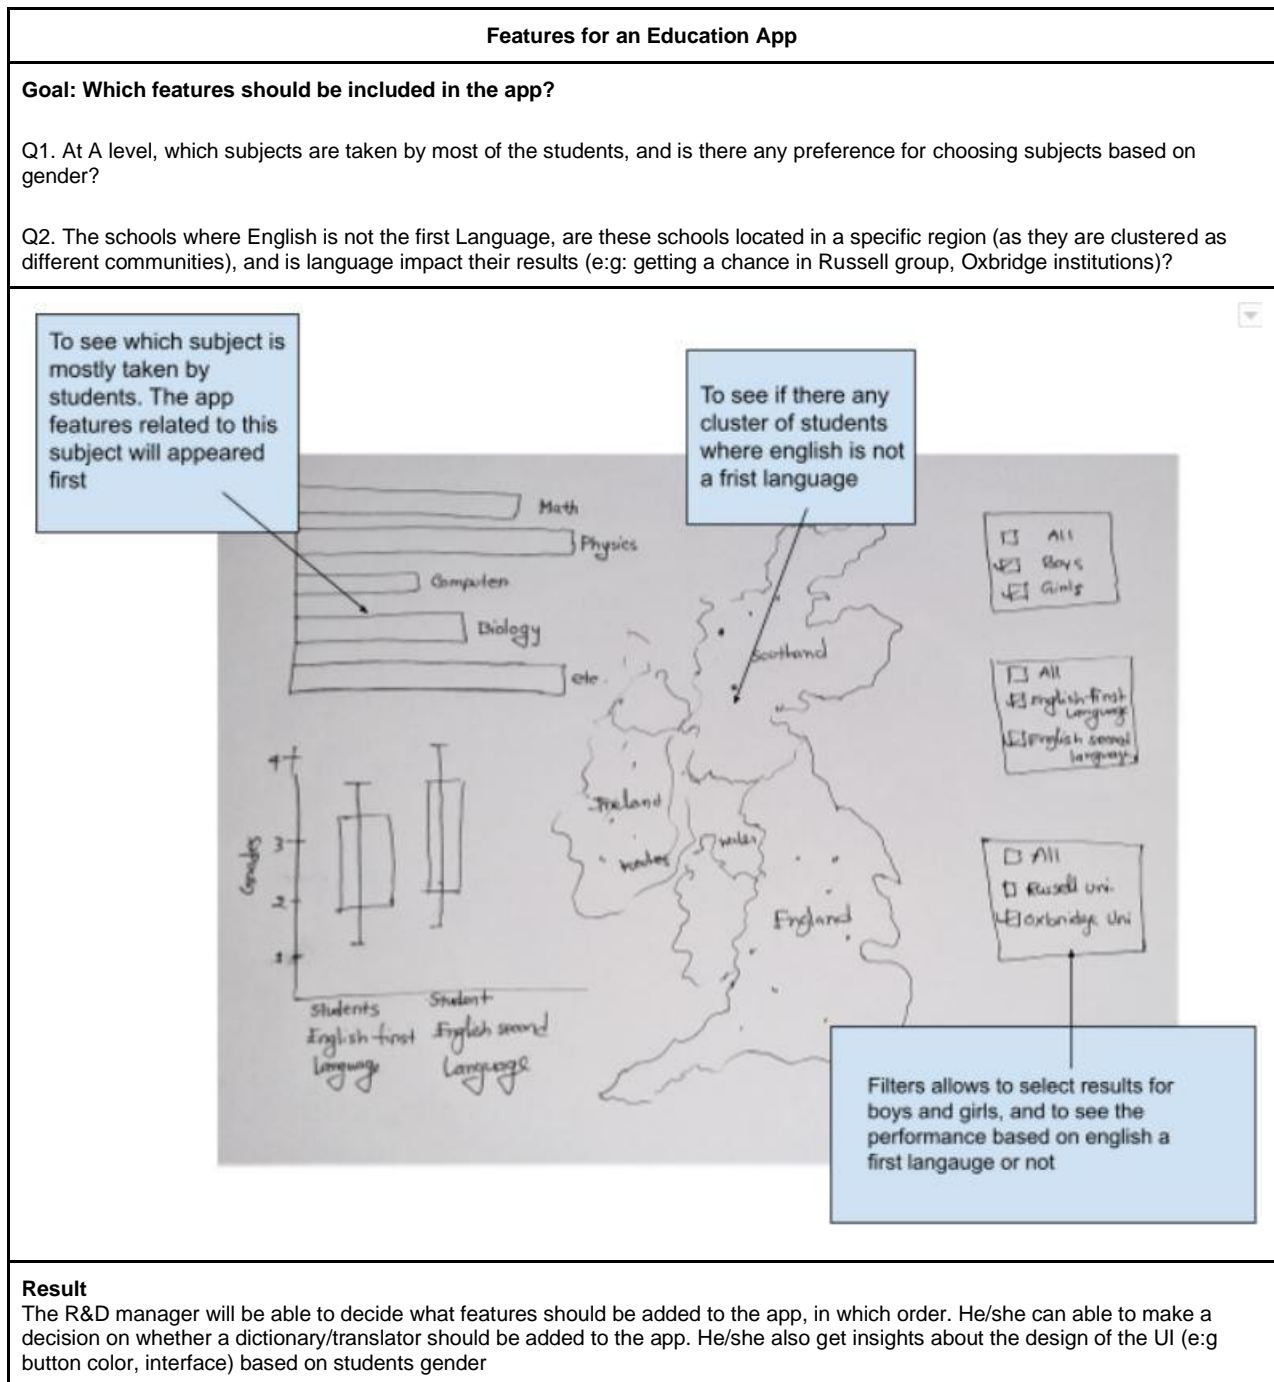 Features for an Education App
Goal: Which features should be included in the app?
Q1. At A level, which subjects are taken by most of the students, and is there any preference for choosing subjects based on
gender?
Q2. The schools where English is not the first Language, are these schools located in a specific region (as they are clustered as
different communities), and is language impact their results (e:g: getting a chance in Russell group, Oxbridge institutions)?
To see which subject is
mostly taken by
students. The app
features related to this
subject will appeared
first
To see if there any
cluster of students
where english is not
a frist language
Math
Physics
Computer
Biology
etc.
Scotland
Ireland
Wales
England
All
Boys
Girls
All
English first
Language
English second
language
All
Rusell Uni.
Oxbridge Uni
Grades
4
3
2
1
Students
English first
Language
Student
English second
Language
Filters allows to select results for
boys and girls, and to see the
performance based on english a
first langauge or not
Result
The R&D manager will be able to decide what features should be added to the app, in which order. He/she can able to make a
decision on whether a dictionary/translator should be added to the app. He/she also get insights about the design of the UI (e:g
button color, interface) based on students gender